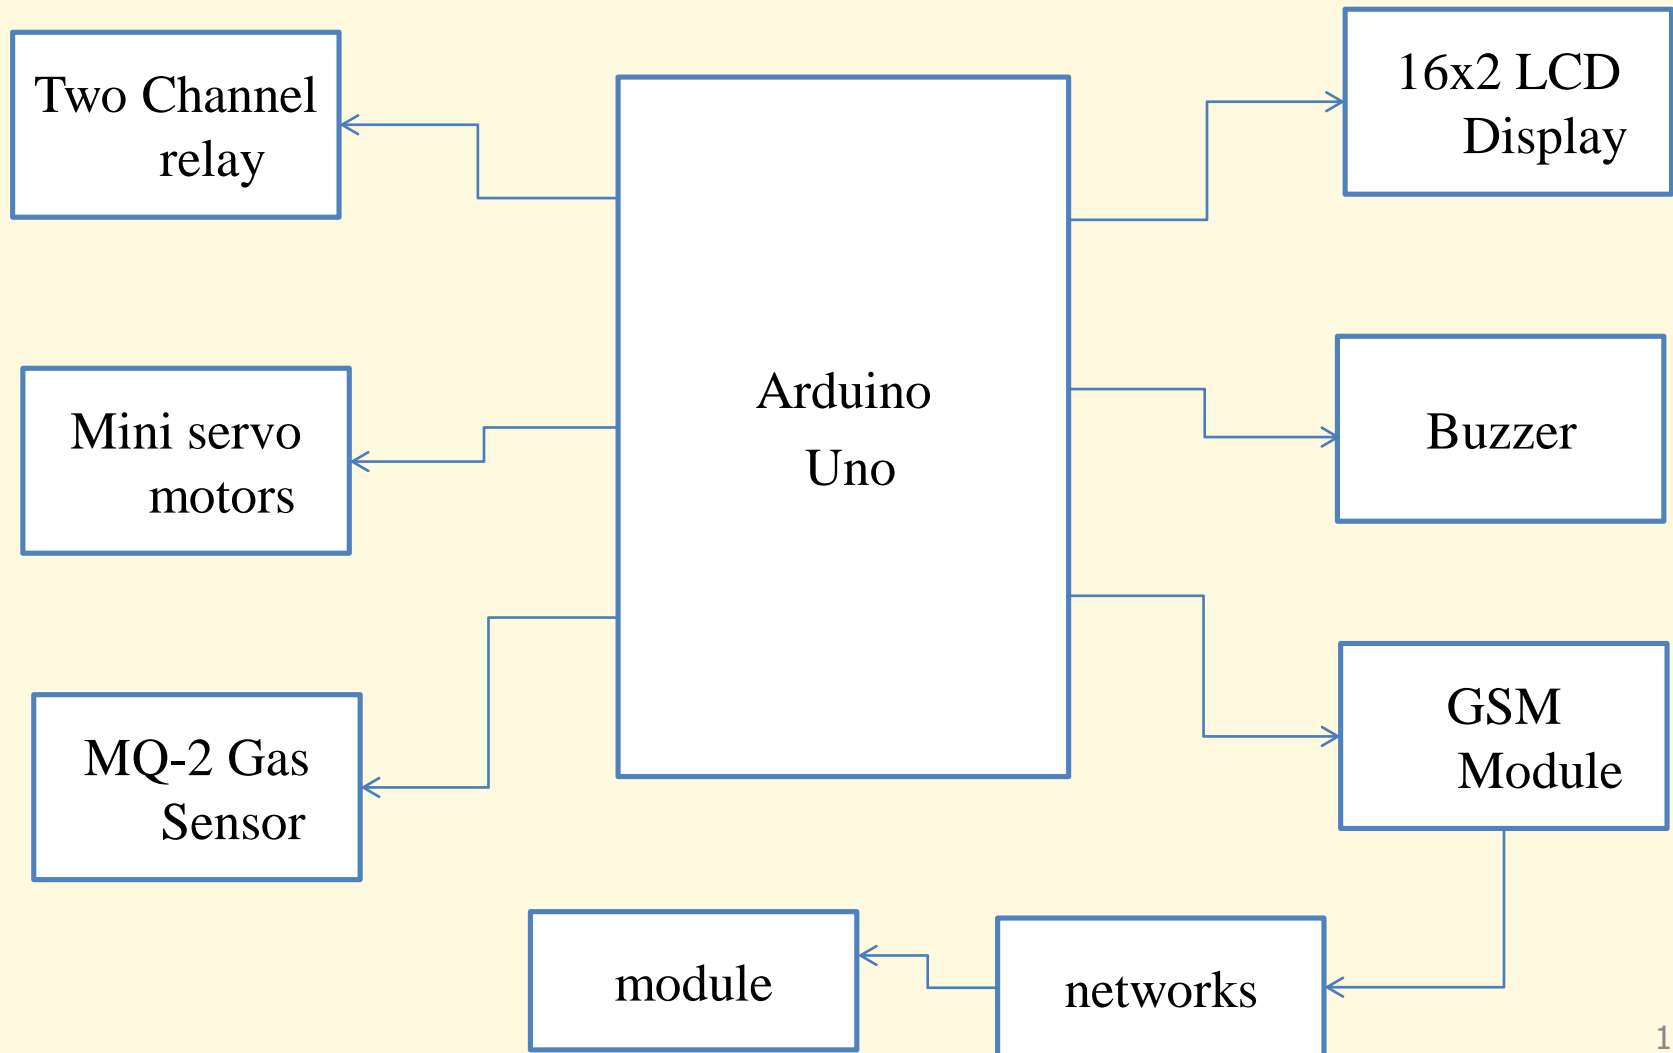 Two Channel
relay
16x2 LCD
Display
Arduino
Uno
Mini servo
motors
Buzzer
MQ-2 Gas
Sensor
GSM
Module
module
networks
1